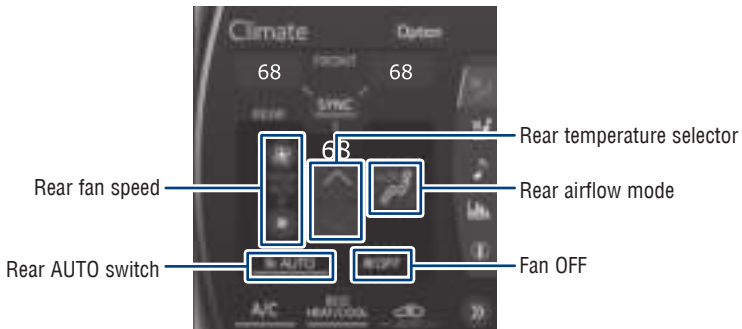 Climate
Option
68
FRONT
68
SYNC
REAR
68
Rear temperature selector
Rear fan speed
Rear airflow mode
AUTO
OFF
Rear AUTO switch
Fan OFF
A/C
HEAT/COOL